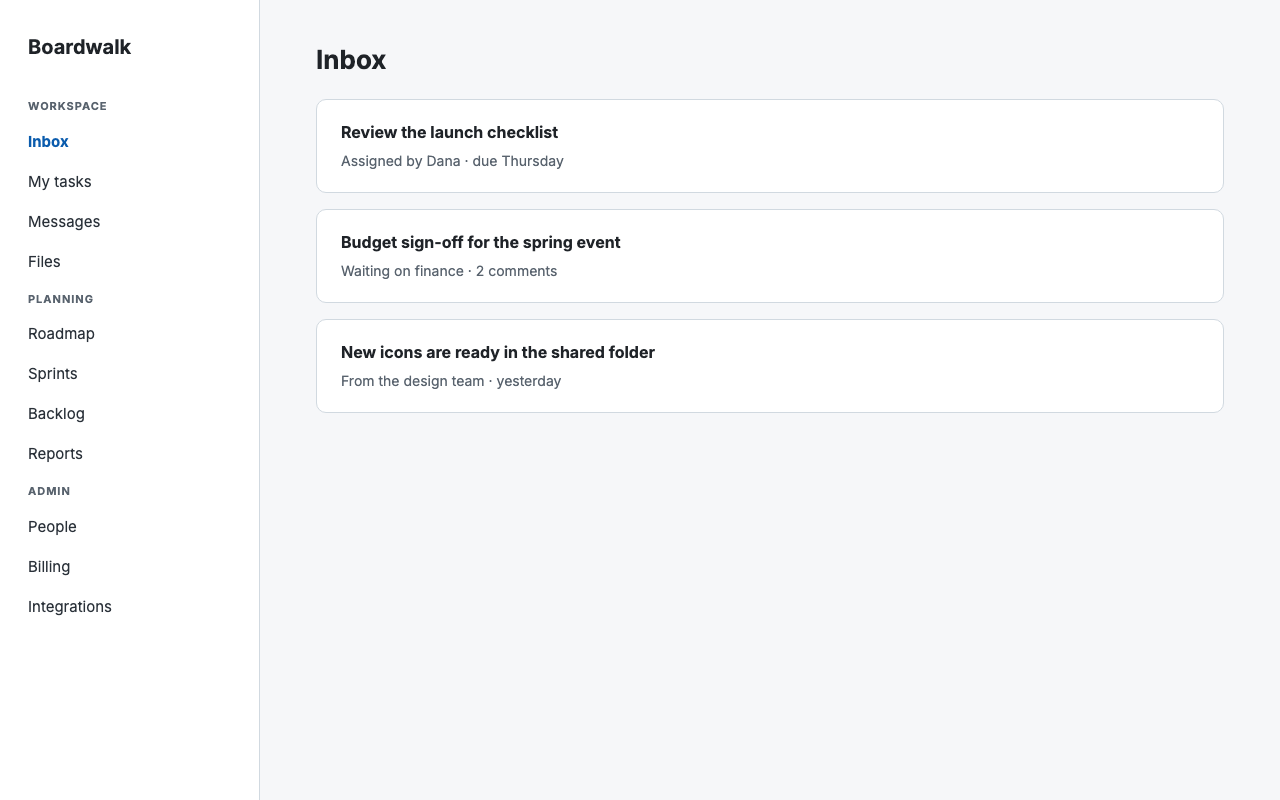 Boardwalk
WORKSPACE
Inbox
My tasks
Messages
Files
PLANNING
Roadmap
Sprints
Backlog
Reports
ADMIN
People
Billing
Integrations
Inbox
Review the launch checklist
Assigned by Dana · due Thursday
Budget sign-off for the spring event
Waiting on finance · 2 comments
New icons are ready in the shared folder
From the design team · yesterday